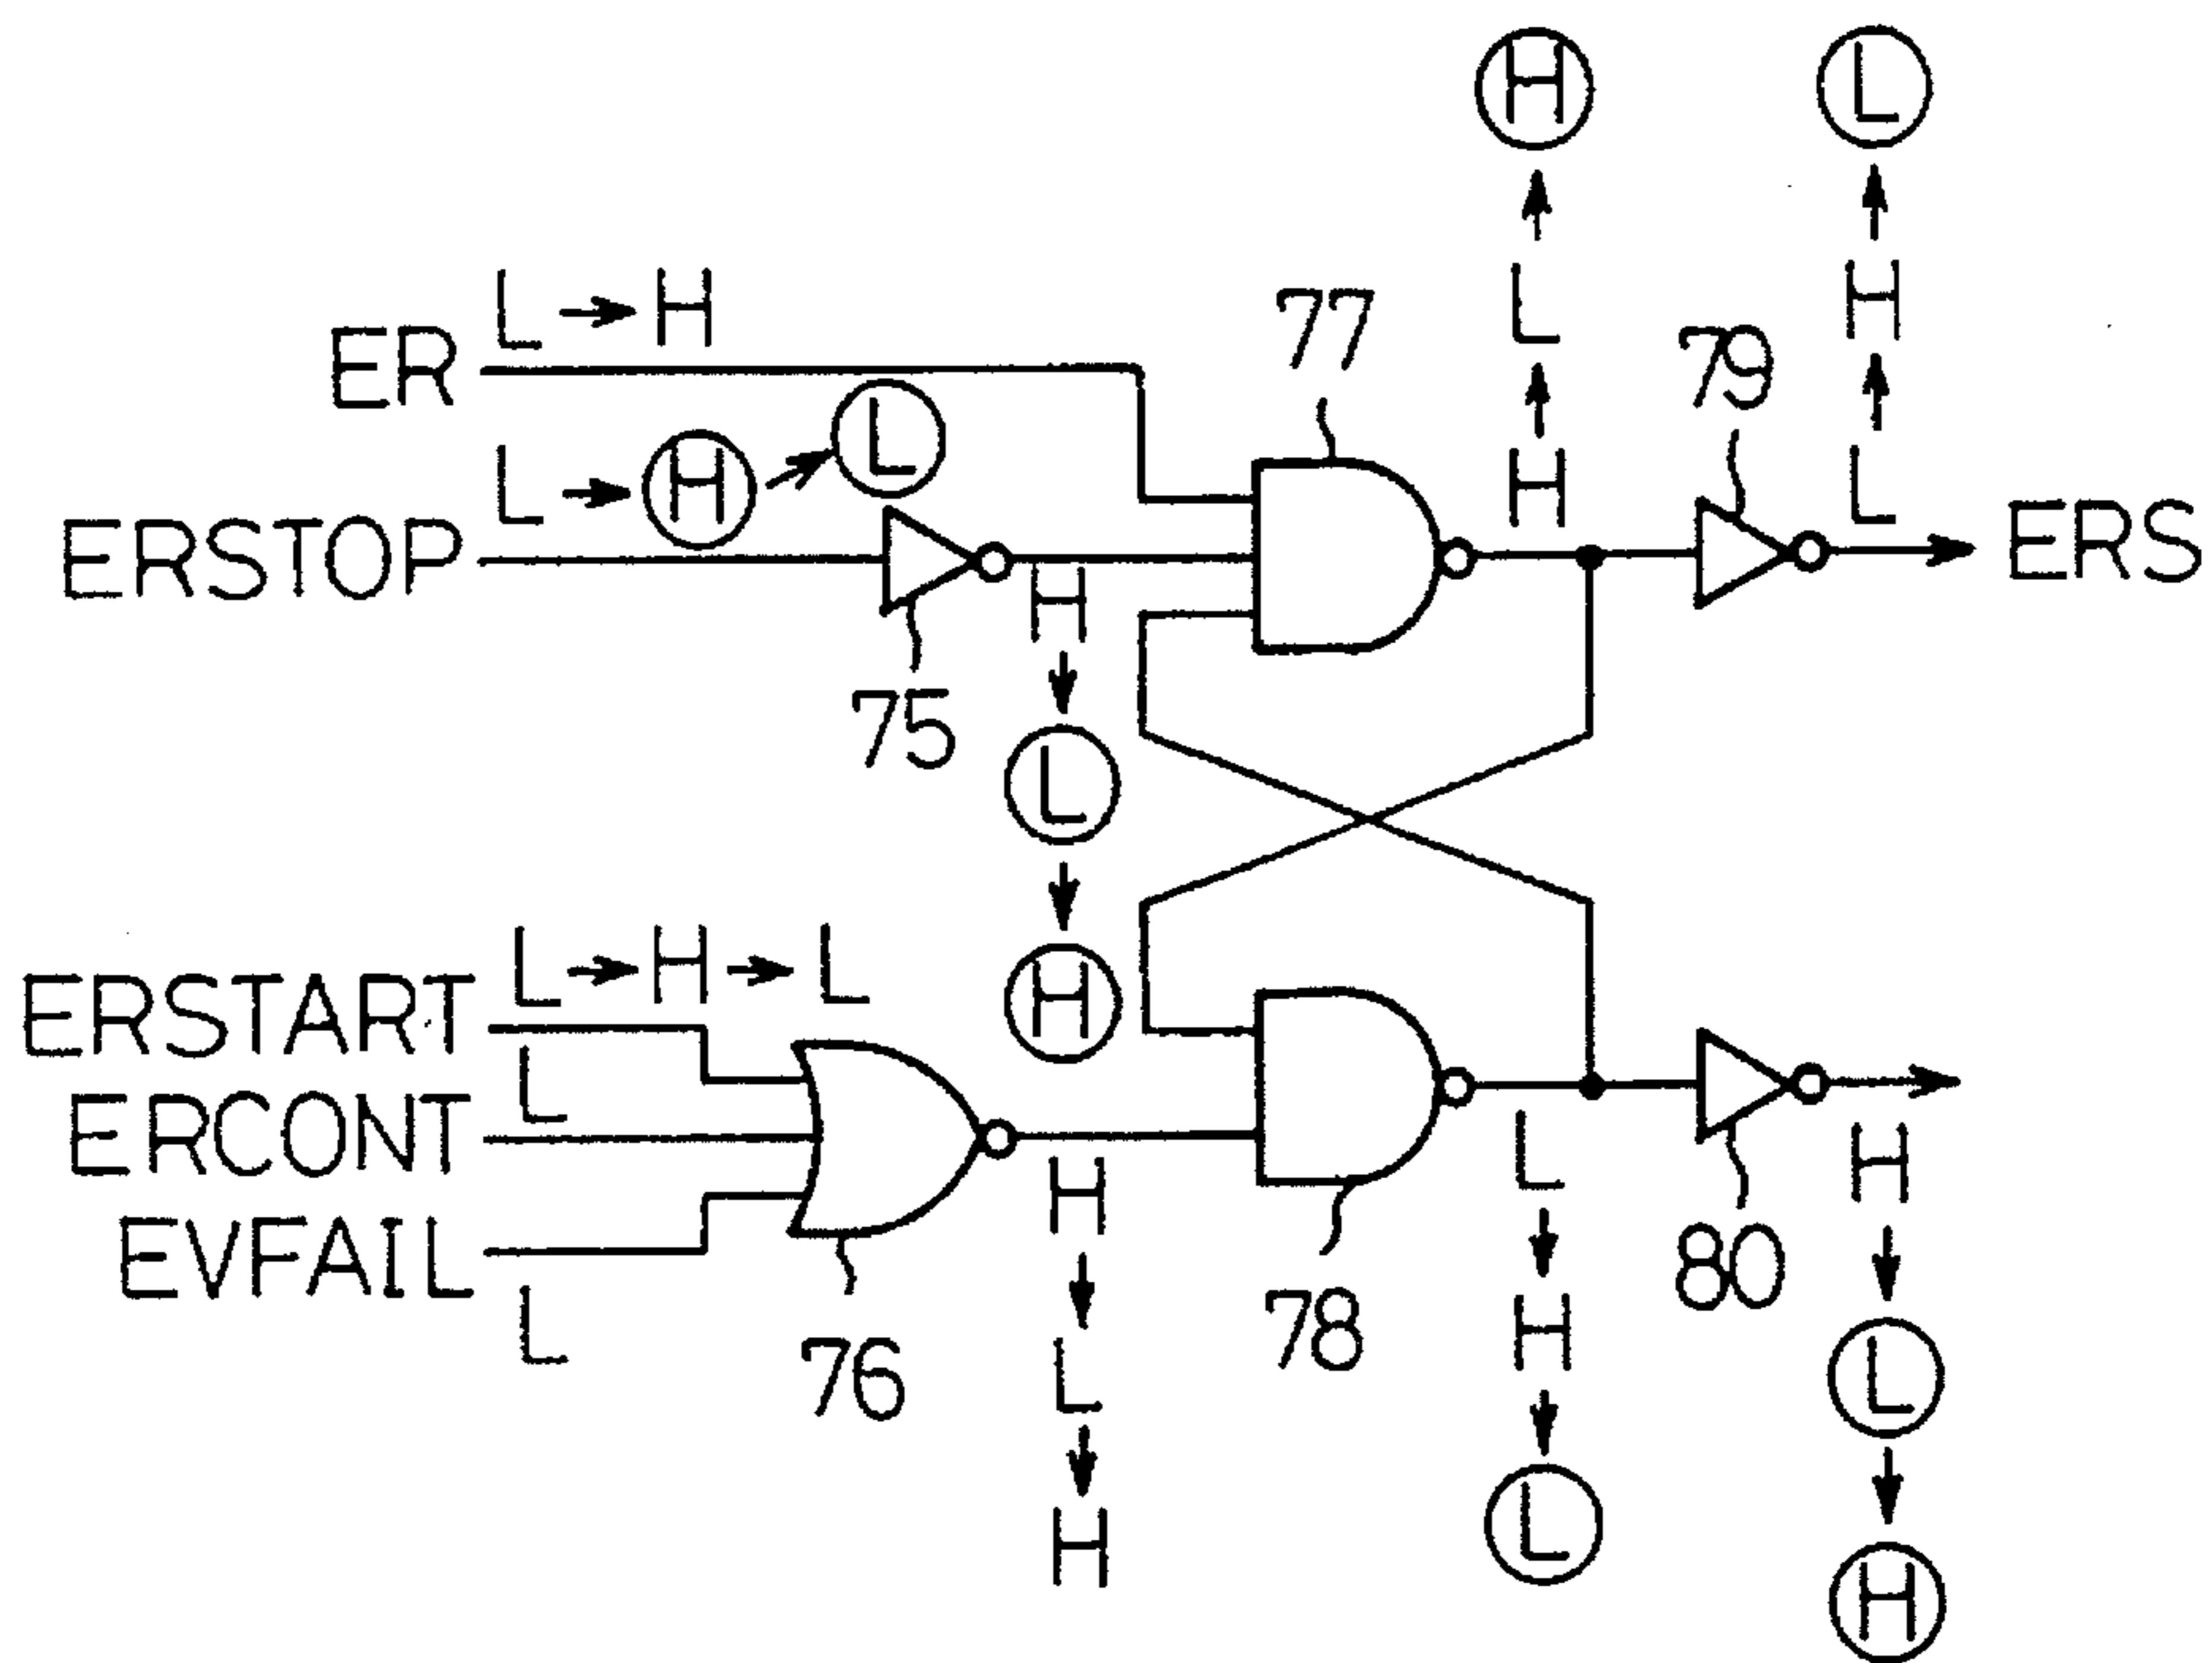 Ⓗ Ⓛ
↑ ↑
L → H
L H
77
79
ER
↑ ↑
L → Ⓗ → Ⓛ
H L
ERSTOP
ERS
H
↓
75
Ⓛ
↓
L → H → L
Ⓗ
ERSTART
L
ERCONT
H
L
H
EVFAIL
↓
↓
↓
80
L
76
L
78
H
Ⓛ
↓
↓
↓
H
Ⓛ
Ⓗ